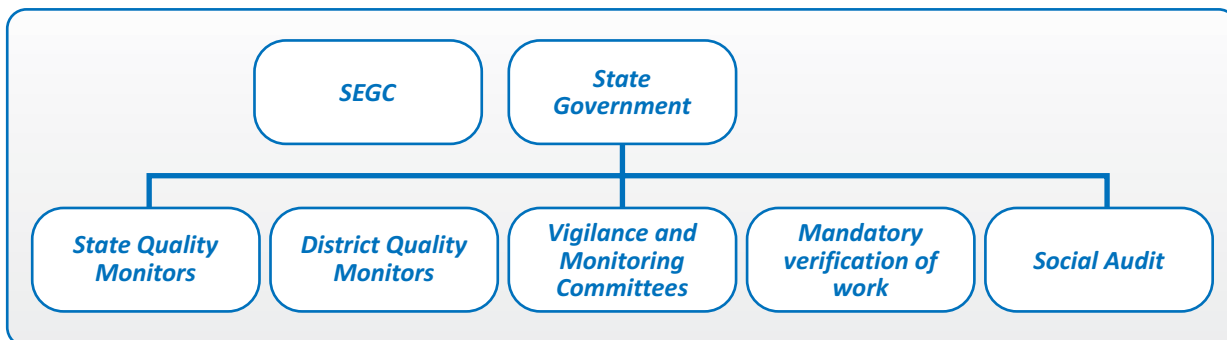 SEGC
State
Government
State Quality
Monitors
District Quality
Monitors
Vigilance and
Monitoring
Committees
Mandatory
verification of
work
Social Audit